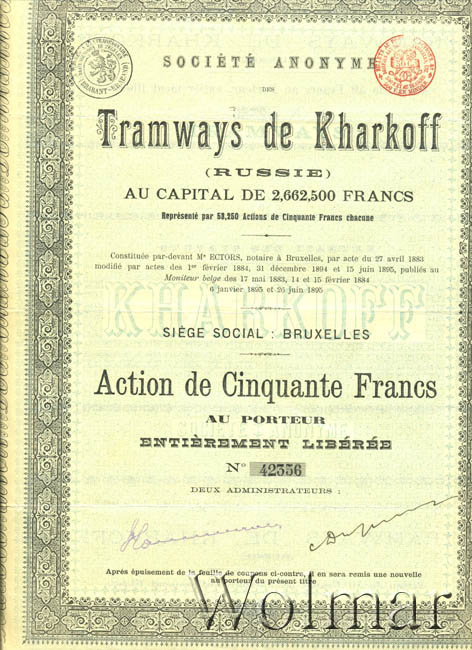 SOCIÉTÉ ANONYME
DES
Tramways de Kharkoff
(RUSSIE)
AU CAPITAL DE 2,662,500 FRANCS
Représenté par 53,250 Actions de Cinquante Francs chacune
Constituée par-devant Me ECTORS, notaire à Bruxelles, par acte du 27 avril 1883
modifié par actes des 1er février 1884, 31 décembre 1894 et 15 juin 1895, publiés au
Moniteur belge des 17 mai 1883, 14 et 15 février 1884
6 janvier 1895 et 26 juin 1895
KHARKOFF
SIÈGE SOCIAL : BRUXELLES
Action de Cinquante Francs
AU PORTEUR
ENTIÈREMENT LIBÉRÉE
No 42356
DEUX ADMINISTRATEURS :
Après épuisement de la feuille de coupons ci-contre, il en sera remis une nouvelle
au porteur du présent titre
Wolmar